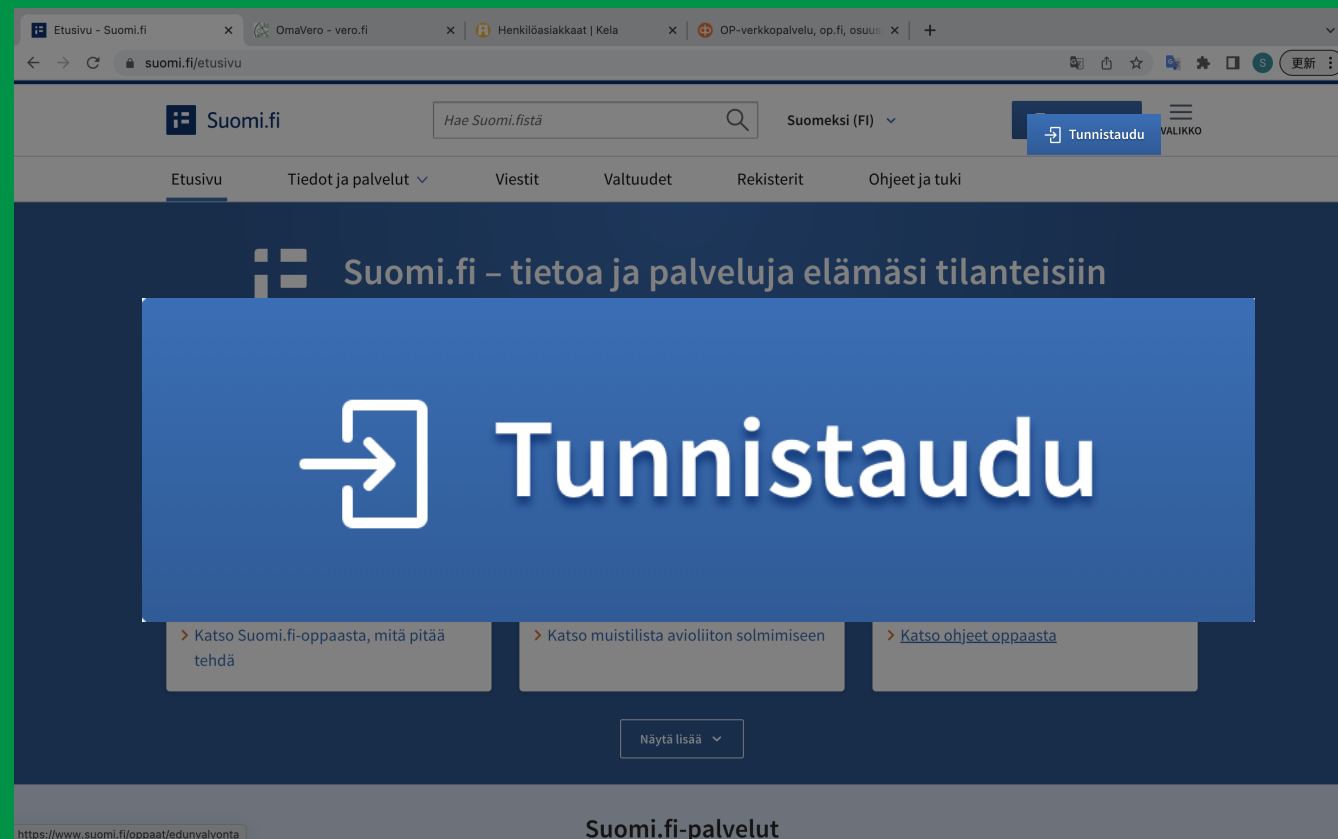 Etusivu - Suomi.fi
OmaVero - vero.fi
Henkilöasiakkaat | Kela
OP-verkkopalvelu, op.fi, osuus
suomi.fi/etusivu
S
更新
Suomi.fi
Hae Suomi.fistä
Suomeksi (FI)
Tunnistaudu
VALIKKO
Etusivu
Tiedot ja palvelut
Viestit
Valtuudet
Rekisterit
Ohjeet ja tuki
Suomi.fi – tietoa ja palveluja elämäsi tilanteisiin
Tunnistaudu
Katso Suomi.fi-oppaasta, mitä pitää
tehdä
Katso muistilista avioliiton solmimiseen
Katso ohjeet oppaasta
Näytä lisää
Suomi.fi-palvelut
https://www.suomi.fi/oppaat/edunvalvonta